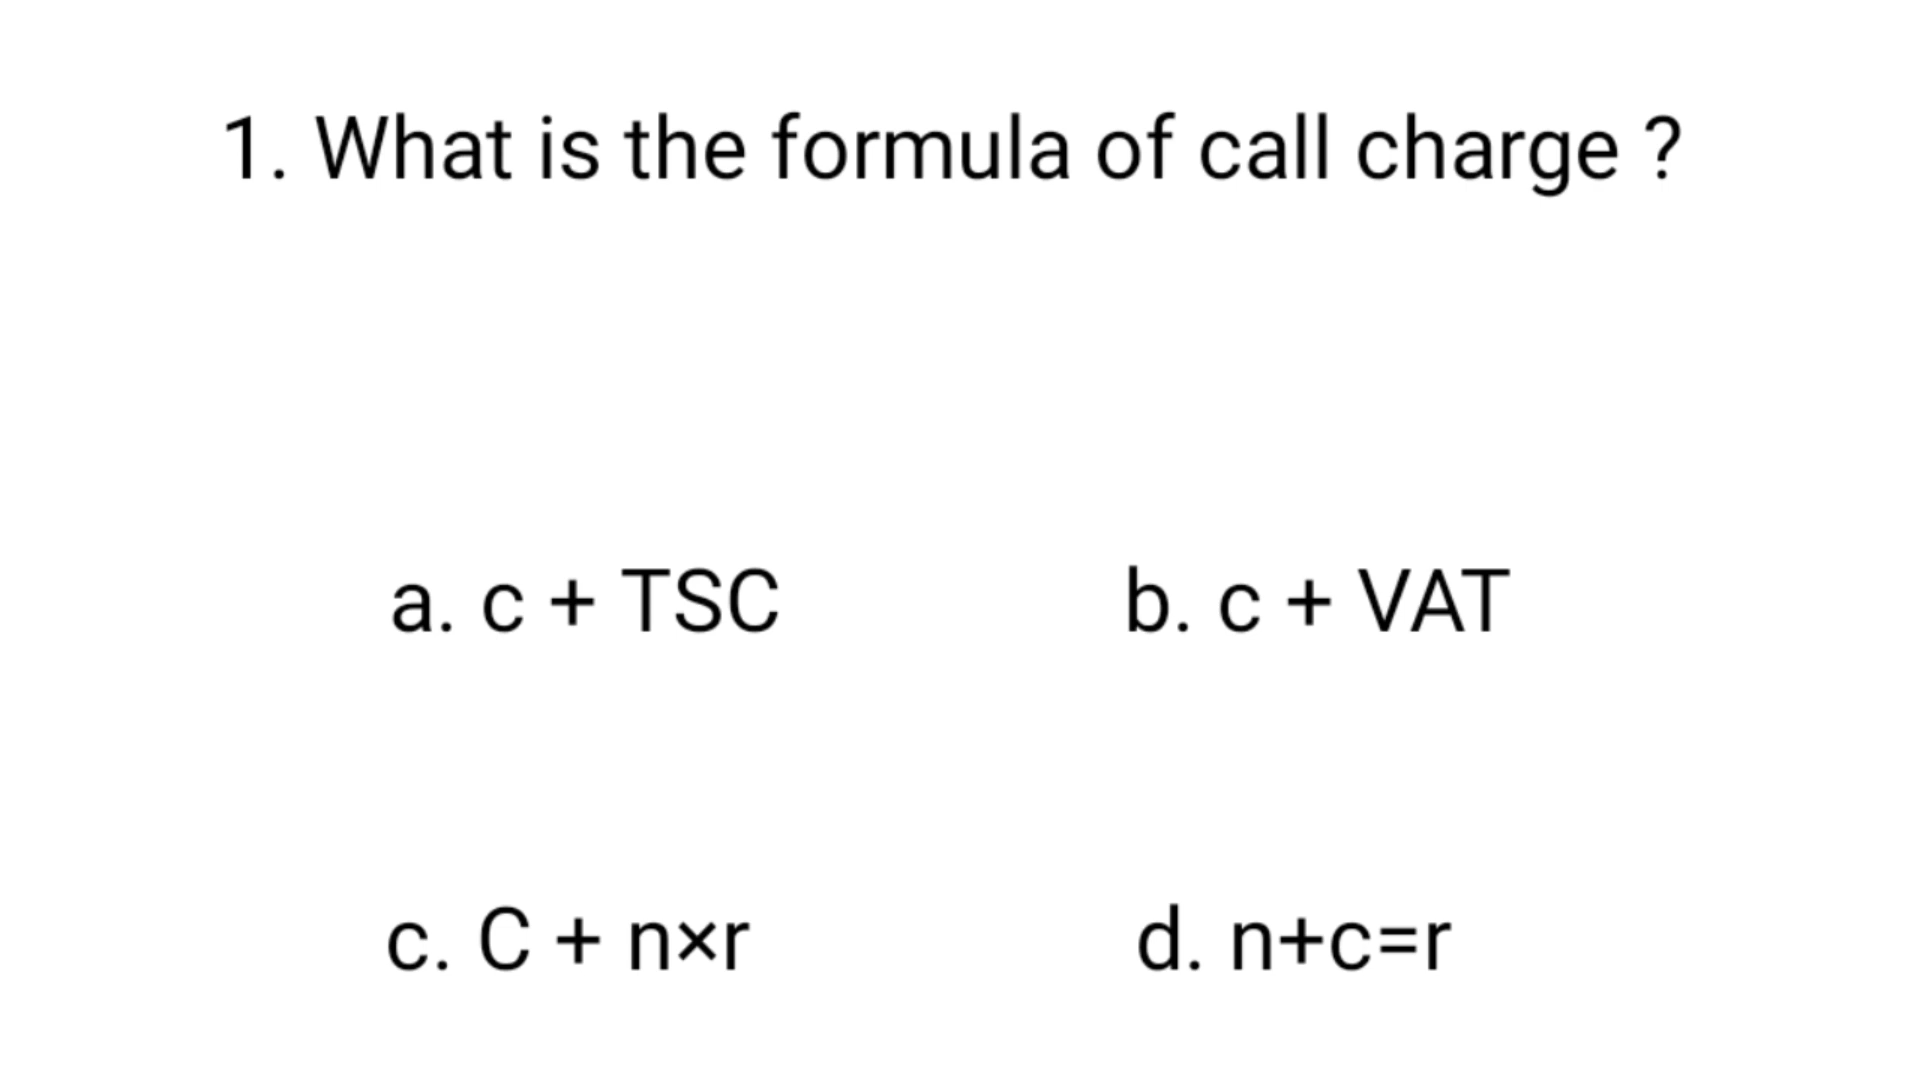 1. What is the formula of call charge ?
a. c + TSC
b. c + VAT
c. C + n×r
d. n+c=r